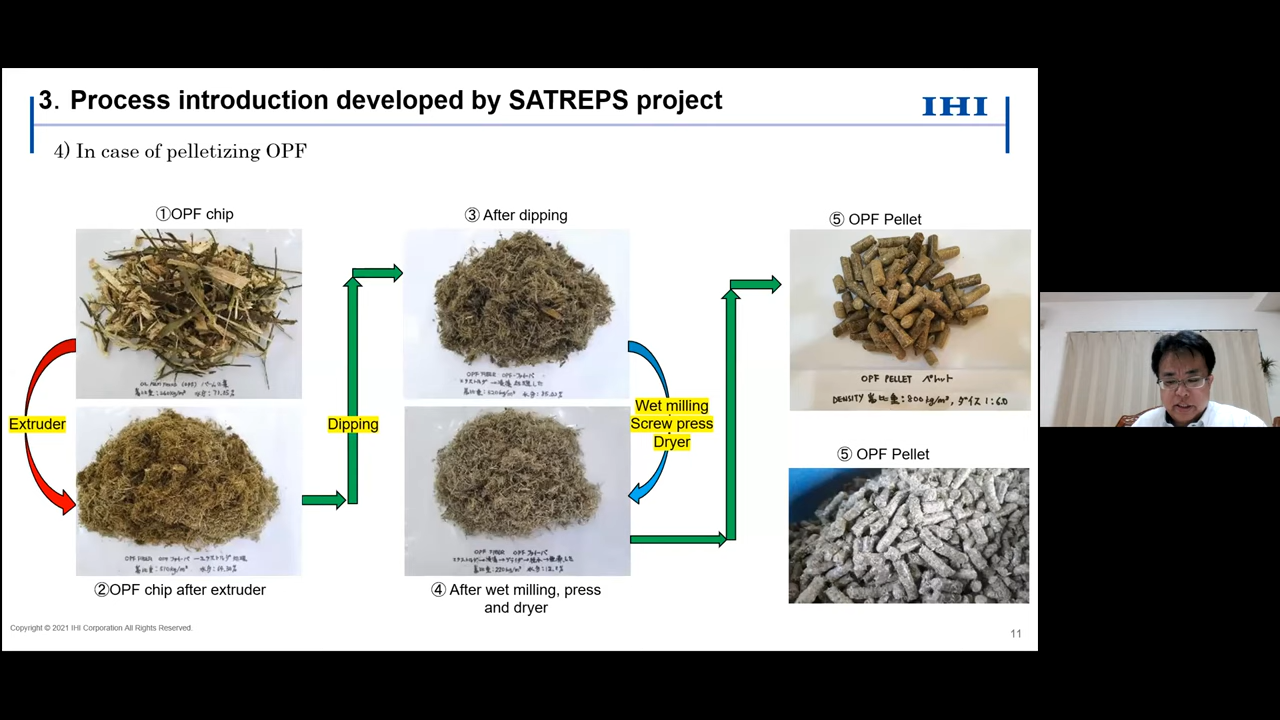 3. Process introduction developed by SATREPS project
IHI
4) In case of pelletizing OPF
①OPF chip
③ After dipping
⑤ OPF Pellet
Extruder
Dipping
Wet milling
Screw press
Dryer
OPF PELLET ペレット
DENSITY
⑤ OPF Pellet
②OPF chip after extruder
④ After wet milling, press
and dryer
Copyright © 2021 IHI Corporation All Rights Reserved.
11